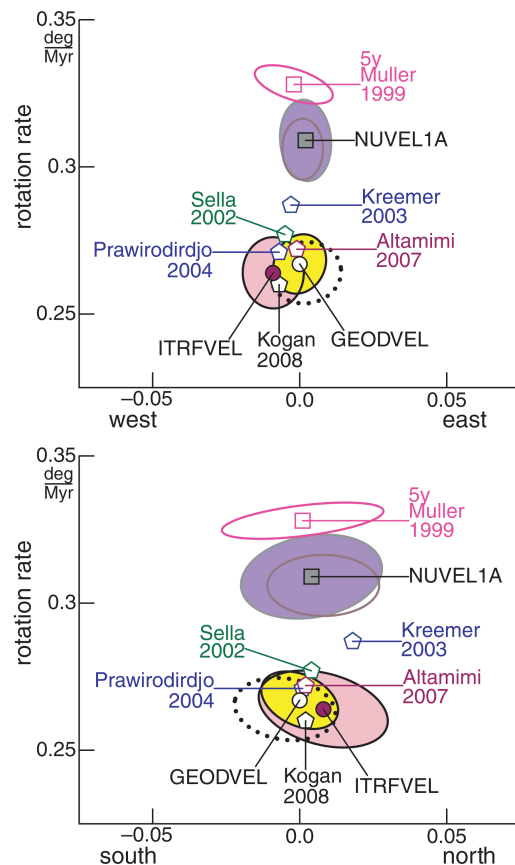 0.35
deg
Myr
5y
Muller
1999
NUVEL1A
0.3
rotation rate
Sella
2002
Kreemer
2003
Prawirodirdjo
2004
Altamimi
2007
0.25
ITRFVEL
Kogan
2008
GEODVEL
−0.05
0.0
0.05
west
east
0.35
deg
Myr
5y
Muller
1999
NUVEL1A
0.3
rotation rate
Sella
2002
Kreemer
2003
Prawirodirdjo
2004
Altamimi
2007
0.25
GEODVEL
Kogan
2008
ITRFVEL
−0.05
0.0
0.05
south
north